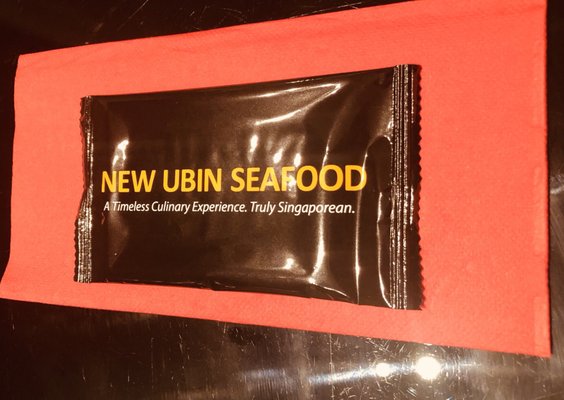 NEW UBIN SEAFOOD
A Timeless Culinary Experience. Truly Singaporean.